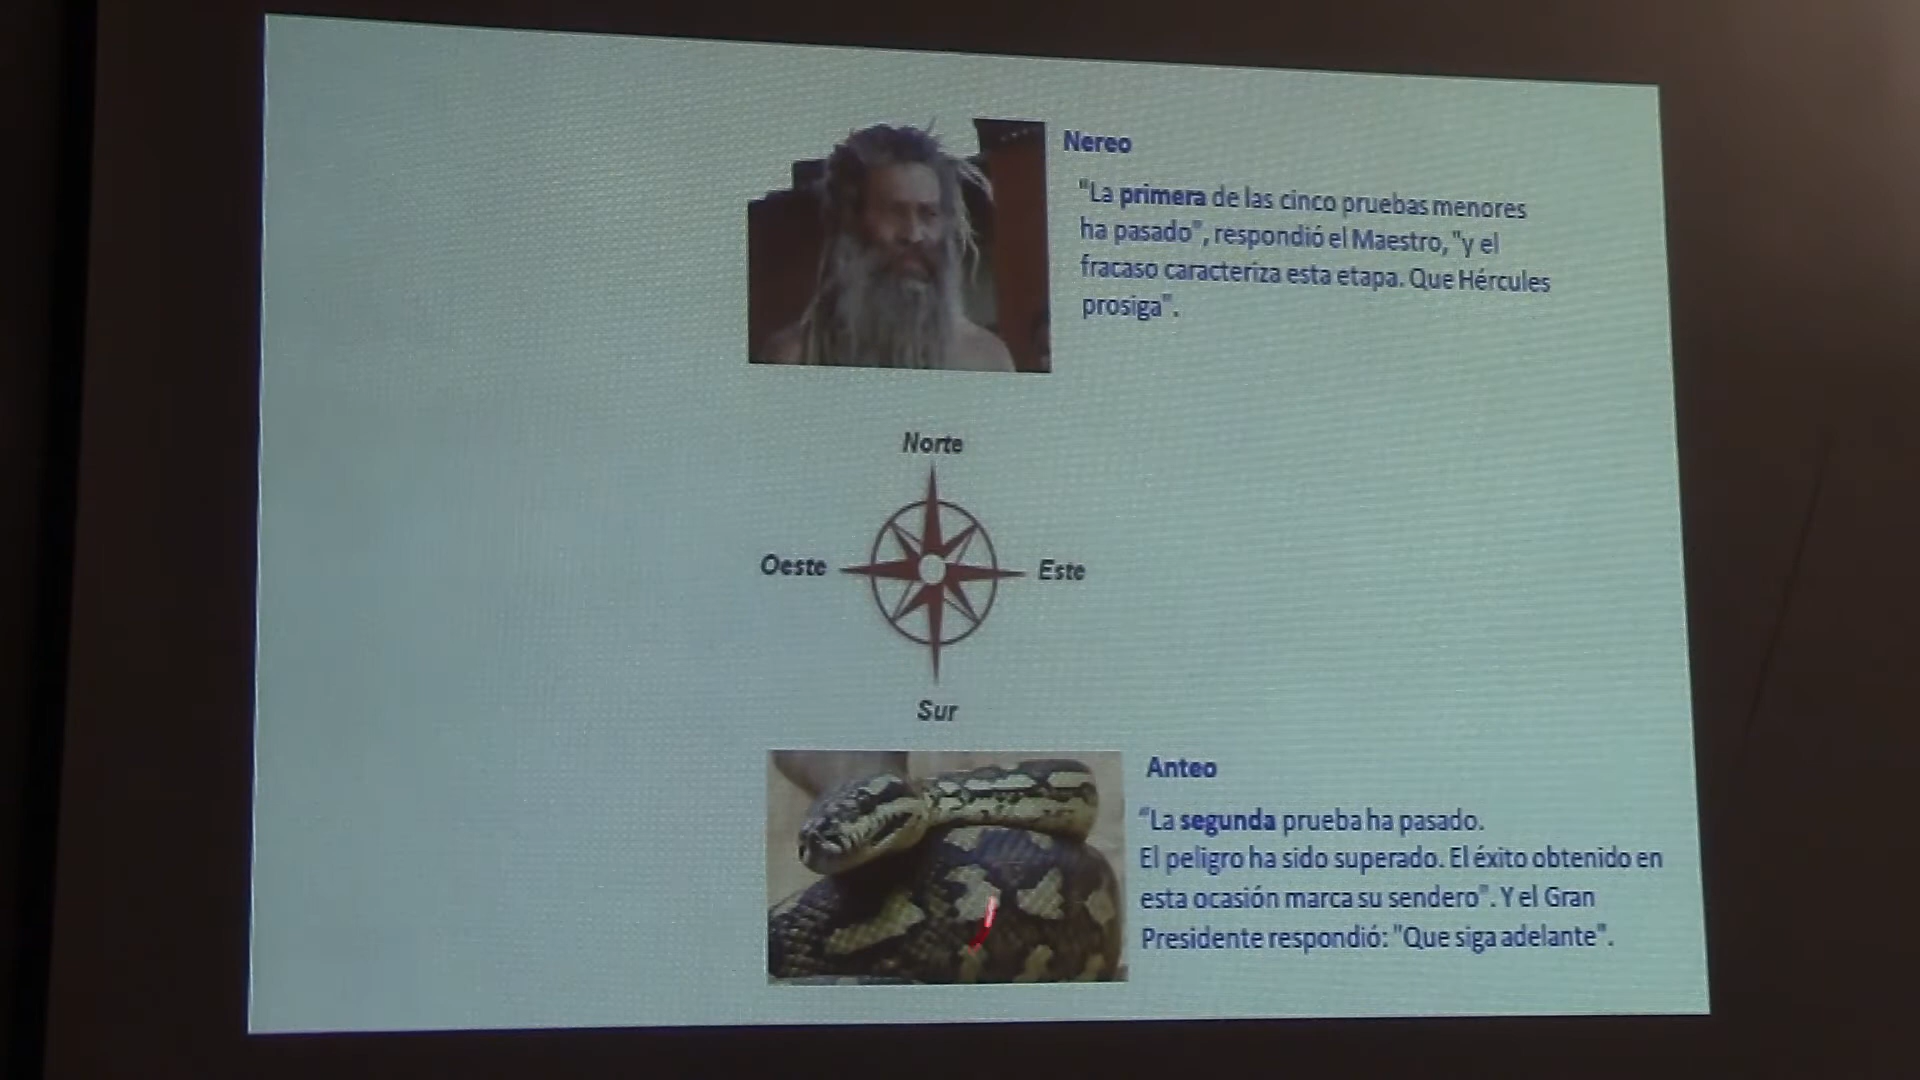 Nereo
"La primera de las cinco pruebas menores
ha pasado", respondió el Maestro, "y el
fracaso caracteriza esta etapa. Que Hércules
prosiga".
Norte
Oeste
Este
Sur
Anteo
"La segunda prueba ha pasado.
El peligro ha sido superado. El éxito obtenido en
esta ocasión marca su sendero". Y el Gran
Presidente respondió: "Que siga adelante".